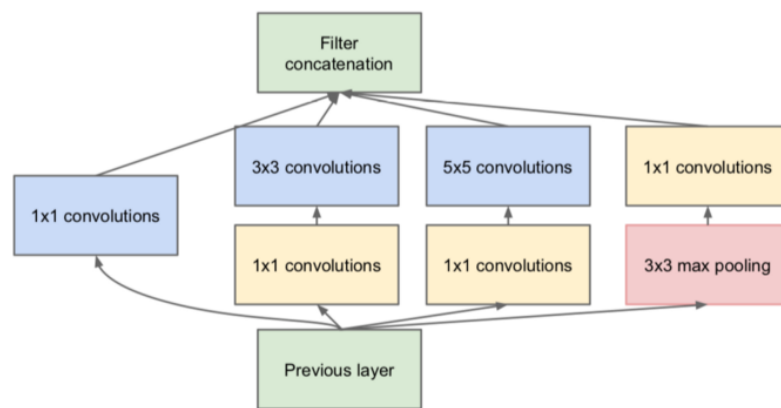 Filter
concatenation
3x3 convolutions
5x5 convolutions
1x1 convolutions
1x1 convolutions
1x1 convolutions
1x1 convolutions
3x3 max pooling
Previous layer